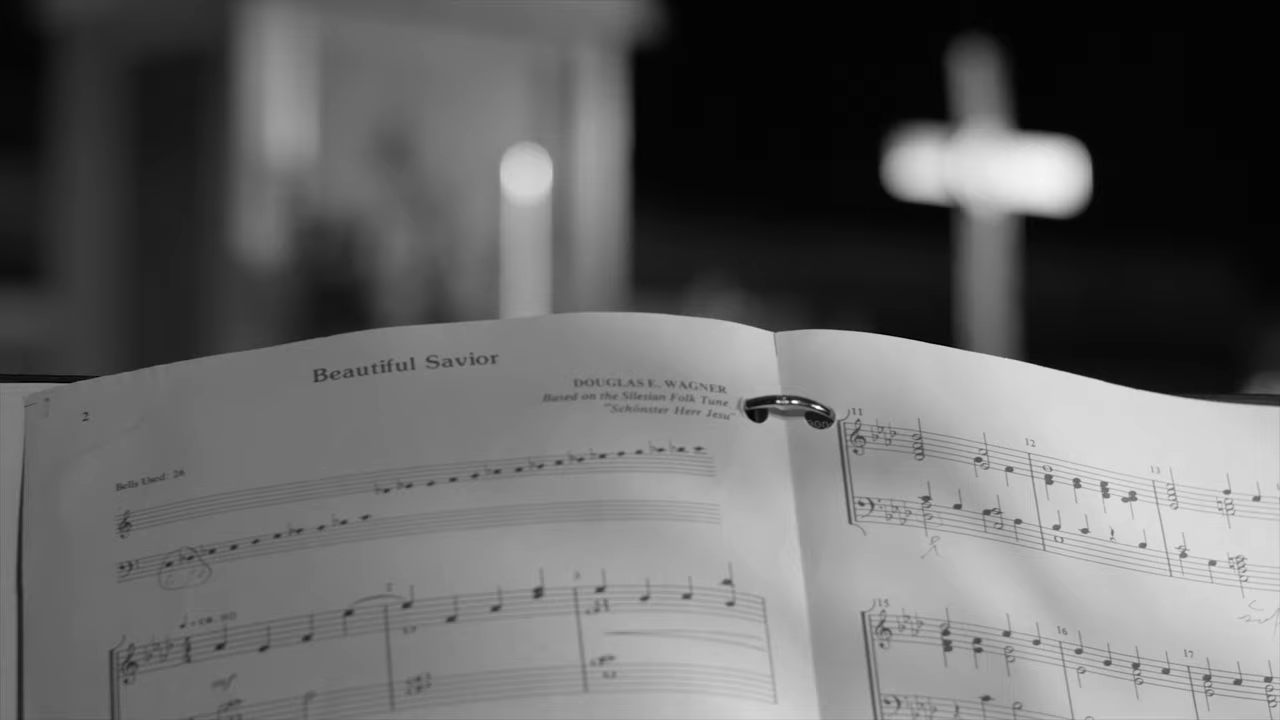 Beautiful Savior
2
DOUGLAS E. WAGNER
Based on the Silesian Folk Tune
"Schönster Herr Jesu"
Bells Used: 26
mf
11
12
13
15
16
17